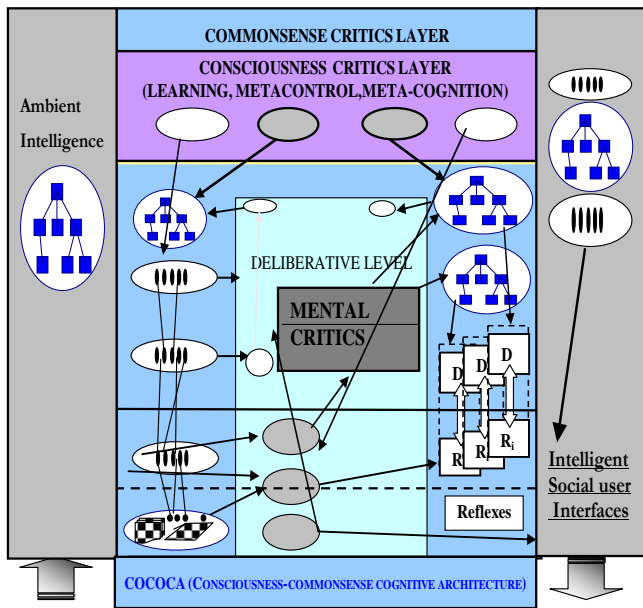 COMMONSENSE CRITICS LAYER
CONSCIOUSNESS CRITICS LAYER
(LEARNING, METACONTROL,META-COGNITION)
Ambient
Intelligence
DELIBERATIVE LEVEL
MENTAL
CRITICS
D
D
D
R
R
Ri
Reflexes
Intelligent
Social user
Interfaces
COCOCA (CONSCIOUSNESS-COMMONSENSE COGNITIVE ARCHITECTURE)